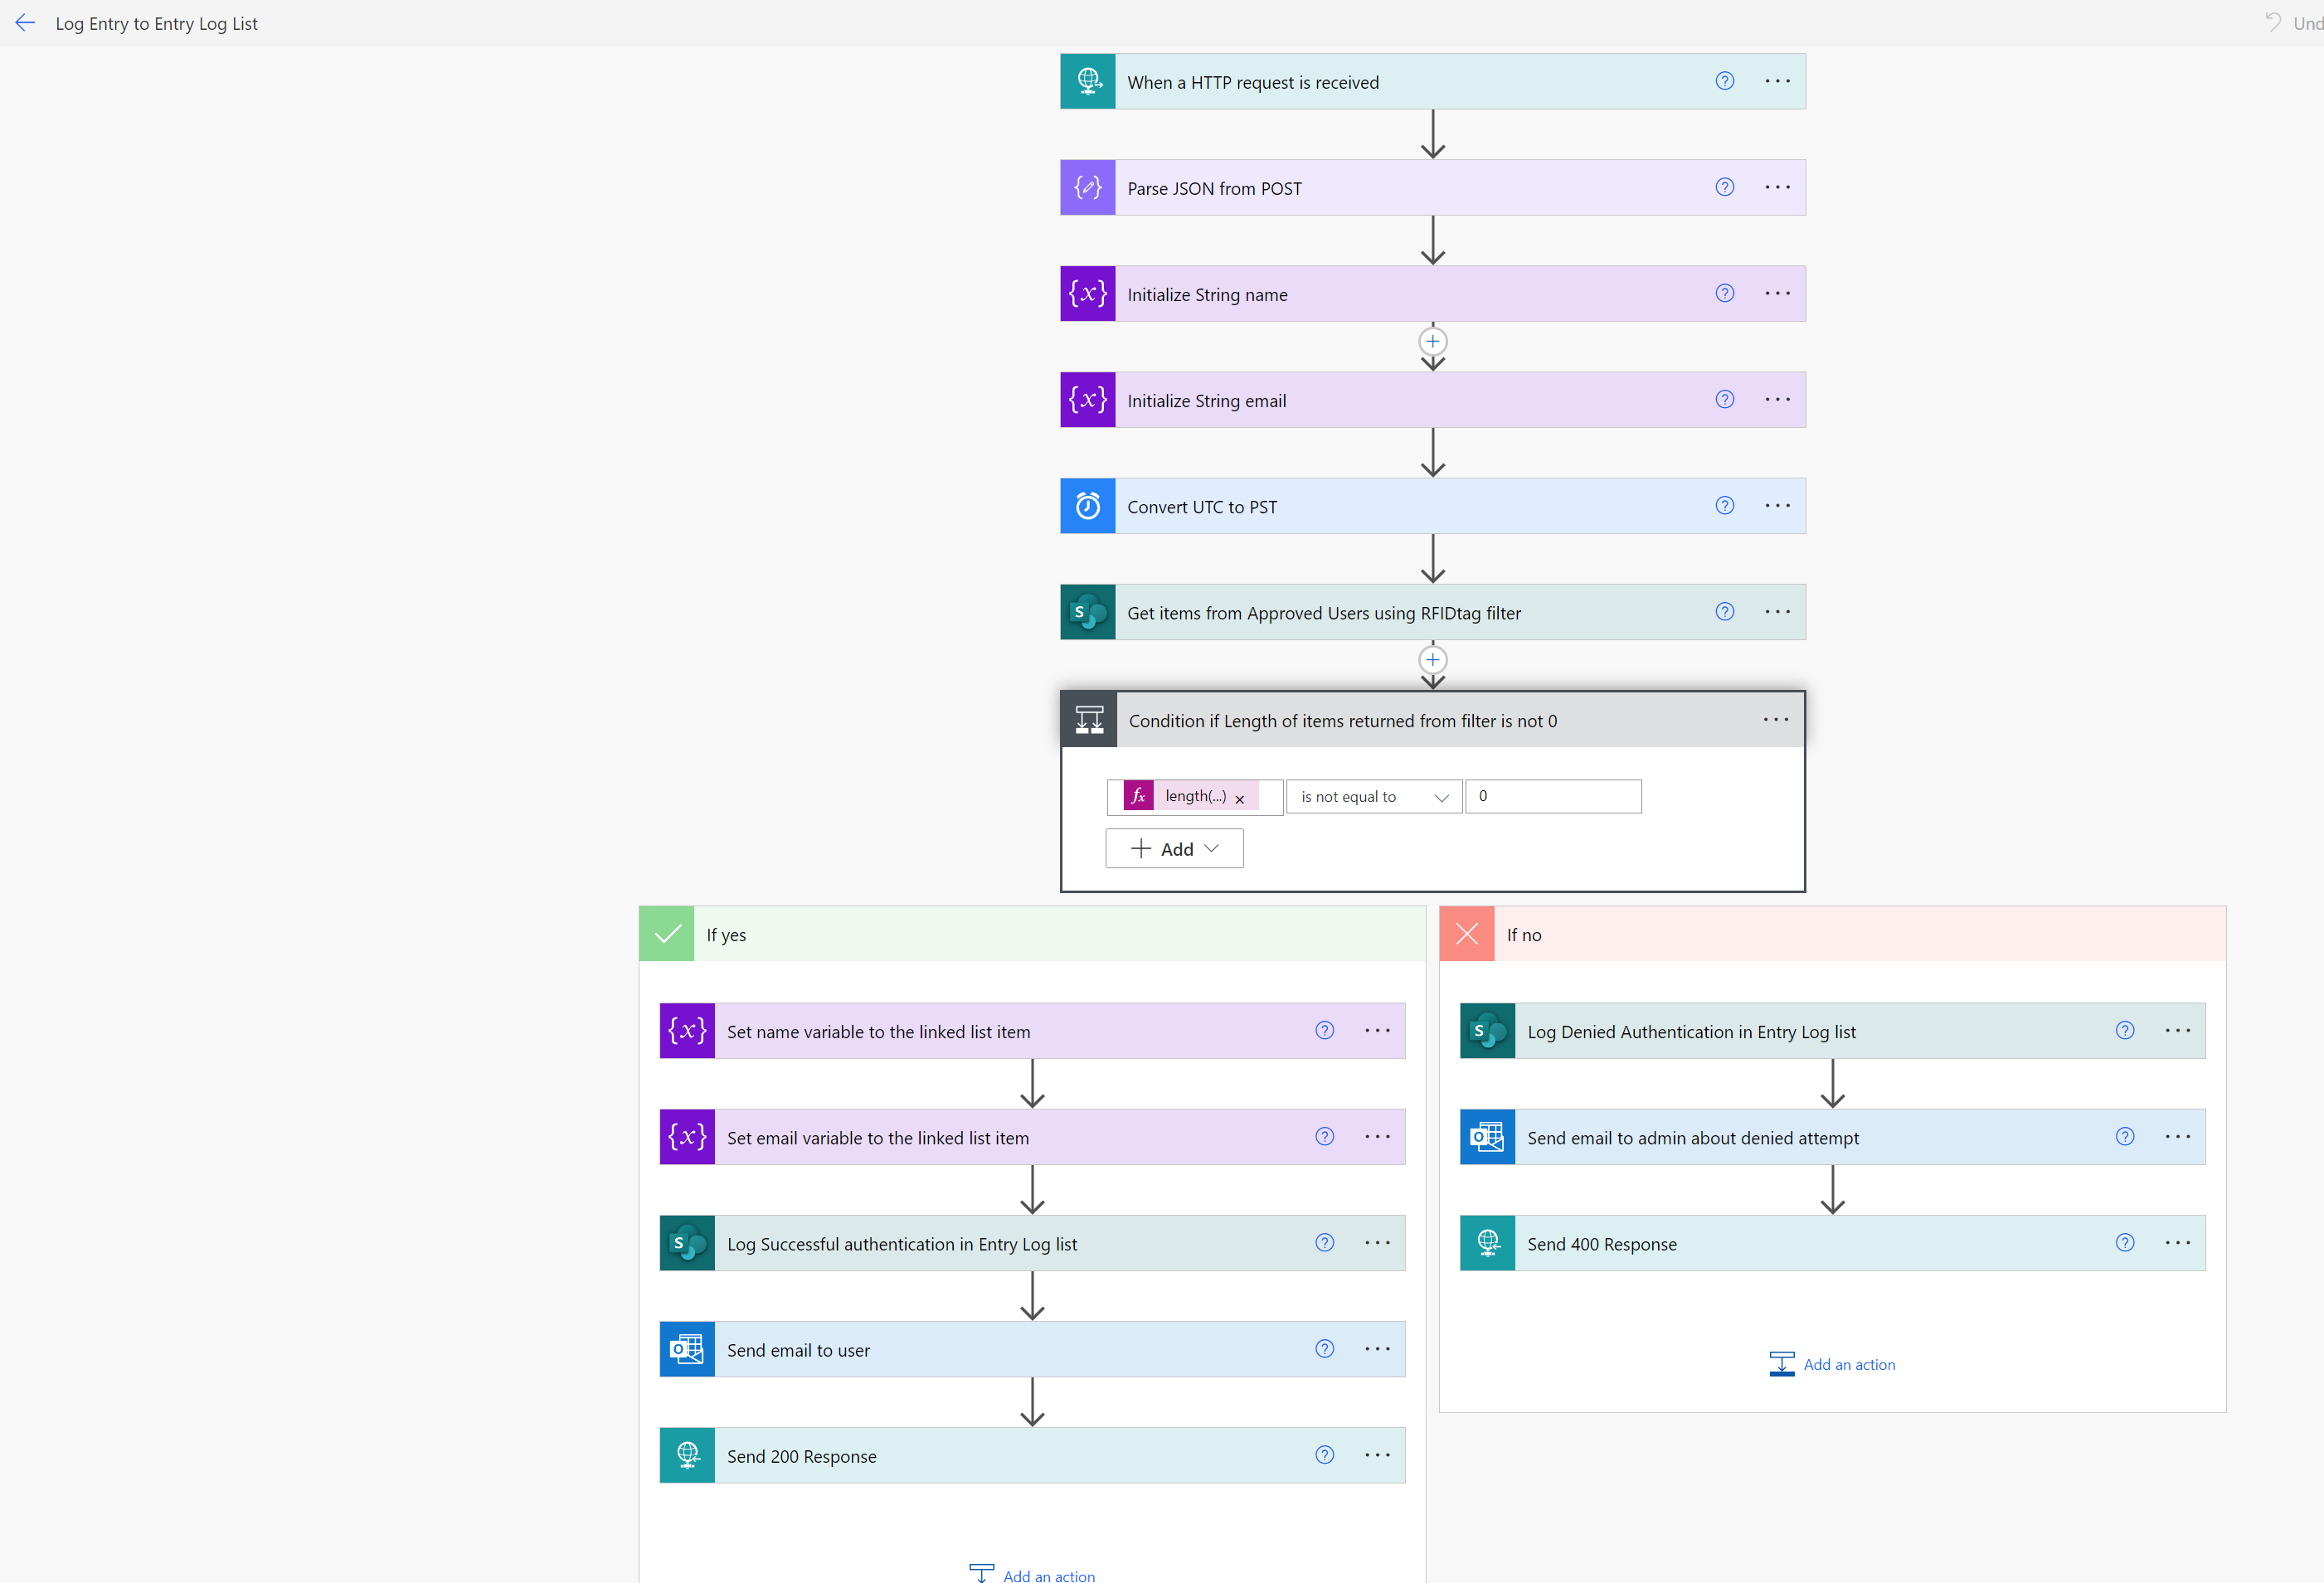 Log Entry to Entry Log List
Und
When a HTTP request is received
Parse JSON from POST
{x} Initialize String name
{x} Initialize String email
Convert UTC to PST
S Get items from Approved Users using RFIDtag filter
Condition if Length of items returned from filter is not 0
fx length(...) × is not equal to 0
+ Add
If yes
If no
{x} Set name variable to the linked list item
S Log Denied Authentication in Entry Log list
{x} Set email variable to the linked list item
O Send email to admin about denied attempt
S Log Successful authentication in Entry Log list
Send 400 Response
O Send email to user
Add an action
Send 200 Response
Add an action